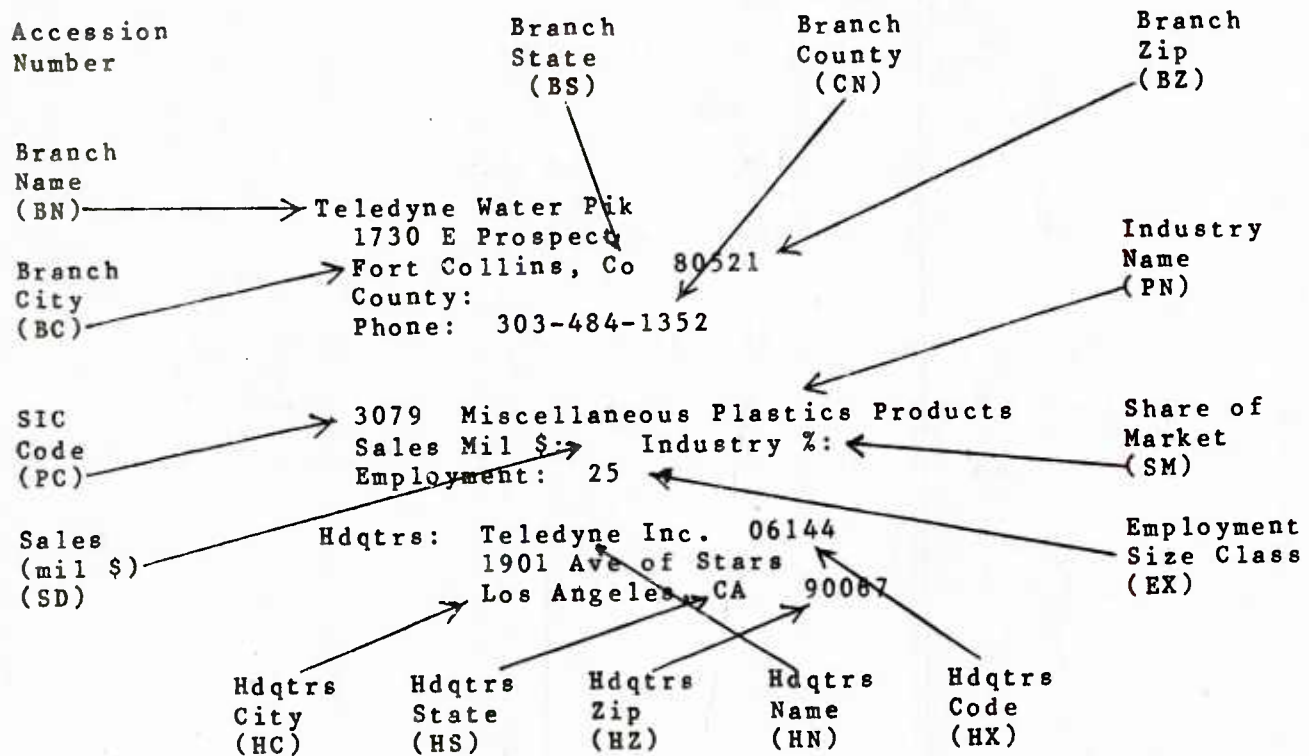 Accession
Number
Branch
State
(BS)
Branch
County
(CN)
Branch
Zip
(BZ)
Branch
Name
(BN)
Teledyne Water Pik
1730 E Prospect
Fort Collins, Co 80521
County:
Phone: 303-484-1352
Branch
City
(BC)
Industry
Name
(PN)
SIC
Code
(PC)
3079 Miscellaneous Plastics Products
Sales Mil $: Industry %:
Employment: 25
Share of
Market
(SM)
Sales
(mil $)
(SD)
Hdqtrs: Teledyne Inc. 06144
1901 Ave of Stars
Los Angeles, CA 90067
Employment
Size Class
(EX)
Hdqtrs
City
(HC)
Hdqtrs
State
(HS)
Hdqtrs
Zip
(HZ)
Hdqtrs
Name
(HN)
Hdqtrs
Code
(HX)